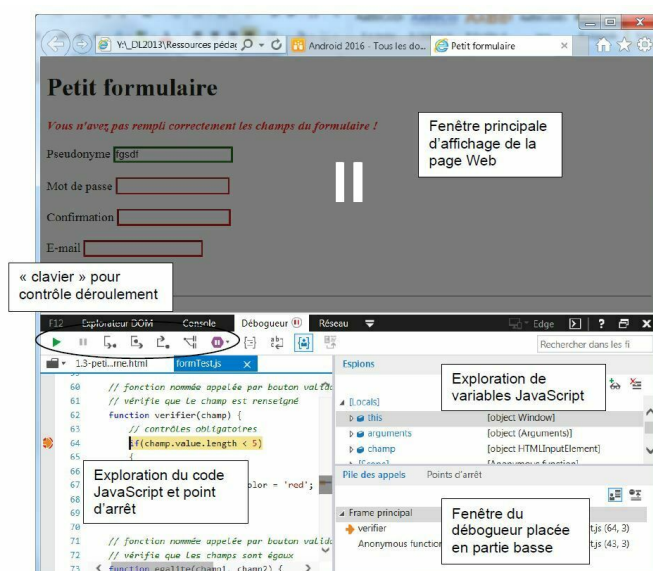 Y:\_DL2013\Ressources pédag
Android 2016 - Tous les do...
Petit formulaire
Petit formulaire
Vous n'avez pas rempli correctement les champs du formulaire !
Pseudonyme fgsdf
Mot de passe
Confirmation
E-mail
Fenêtre principale
d'affichage de la
page Web
« clavier » pour
contrôle déroulement
F12 Explorateur DOM Console Débogueur Réseau Edge ?
Rechercher dans les fi
1.3-peti...me.html formTest.js
60 // fonction nommée appelée par bouton valida
61 // vérifie que le champ est renseigné
62 function verifier(champ) {
63 // contrôles obligatoires
64 if(champ.value.length < 5)
65 {
66
67 olor = 'red';
68
69
70
71 // fonction nommée appelée par bouton valida
72 // vérifie que les champs sont égaux
73 function egalite(champ1, champ2) {
Exploration du code
JavaScript et point
d'arrêt
Espions
Exploration de
variables JavaScript
[Locals]
this [object Window]
arguments [object (Arguments)]
champ [object HTMLInputElement]
Pile des appels Points d'arrêt
Frame principal
verifier t.js (64, 3)
Anonymous function t.js (43, 3)
Fenêtre du
débogueur placée
en partie basse